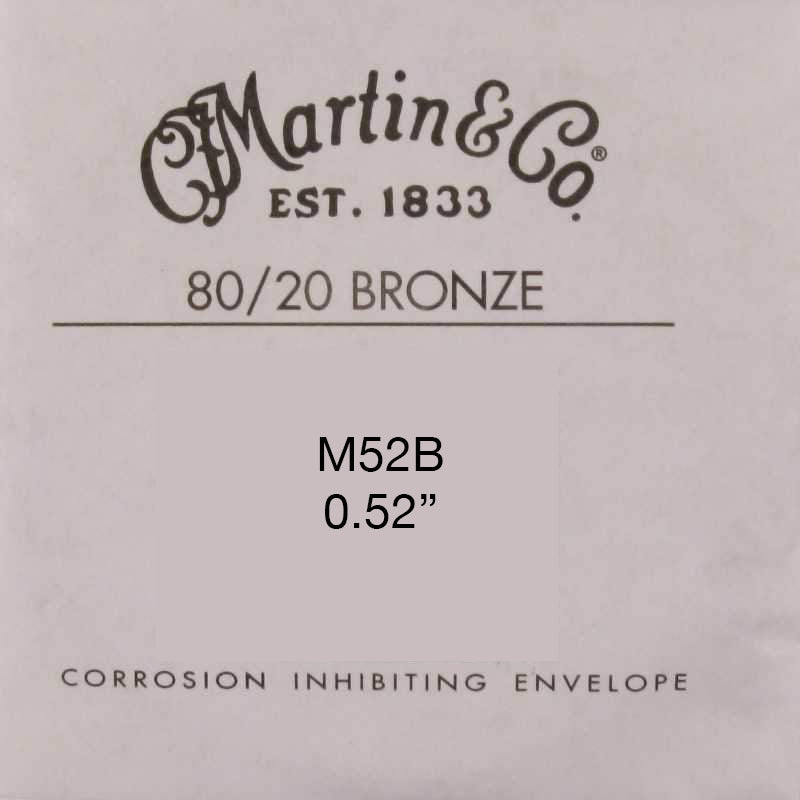 CFMartin & Co.®
EST. 1833
80/20 BRONZE
M52B
0.52”
CORROSION INHIBITING ENVELOPE